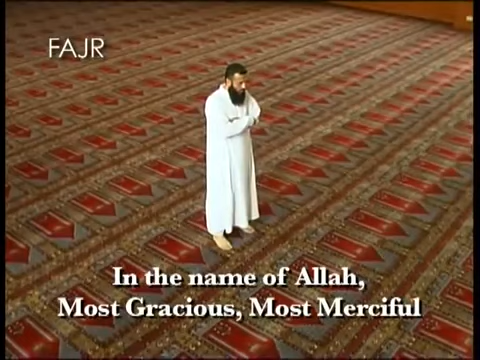 FAJR
In the name of Allah,
Most Gracious, Most Merciful